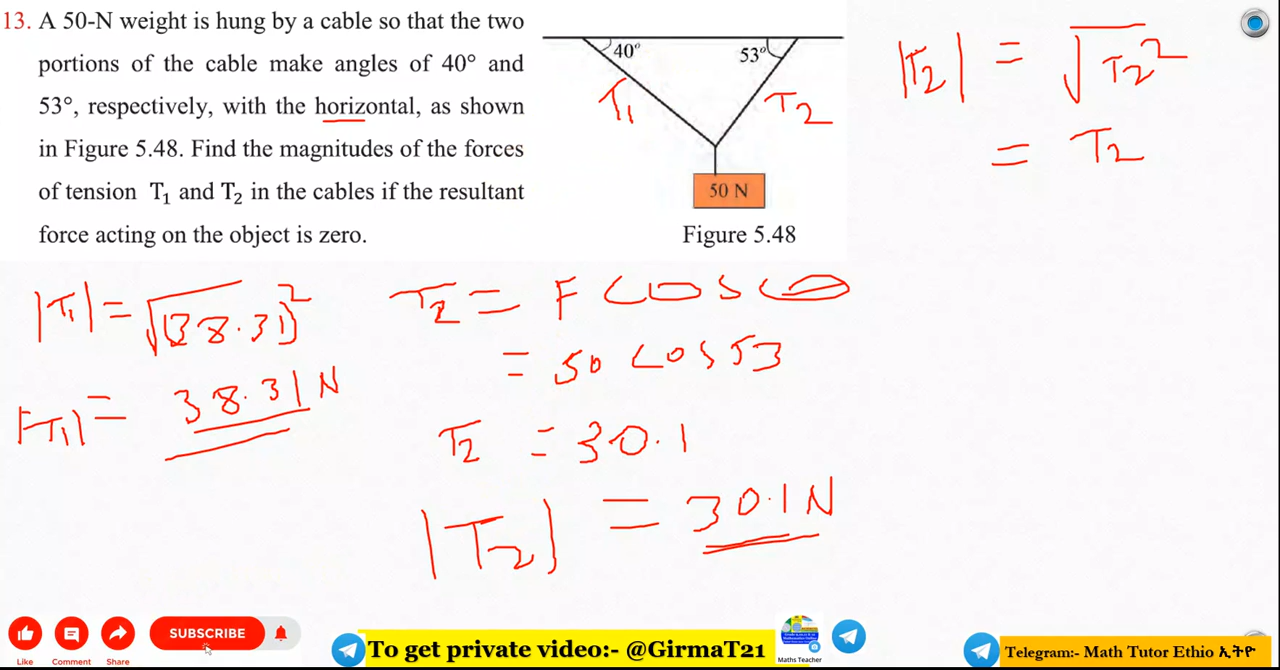 13. A 50-N weight is hung by a cable so that the two
portions of the cable make angles of 40° and
53°, respectively, with the horizontal, as shown
in Figure 5.48. Find the magnitudes of the forces
of tension T₁ and T₂ in the cables if the resultant
force acting on the object is zero.
40°
53°
T₁
T₂
50 N
Figure 5.48
|T₂| = √T₂²
= T₂
|T₁| = √(38.31)²
|T₁| = 38.31 N
T₂ = F cos
= 50 cos 53
T₂ = 30.1
|T₂| = 30.1 N
Like
Comment
Share
SUBSCRIBE
To get private video:- @GirmaT21
Maths Teacher
Telegram:- Math Tutor Ethio ኢትዮ